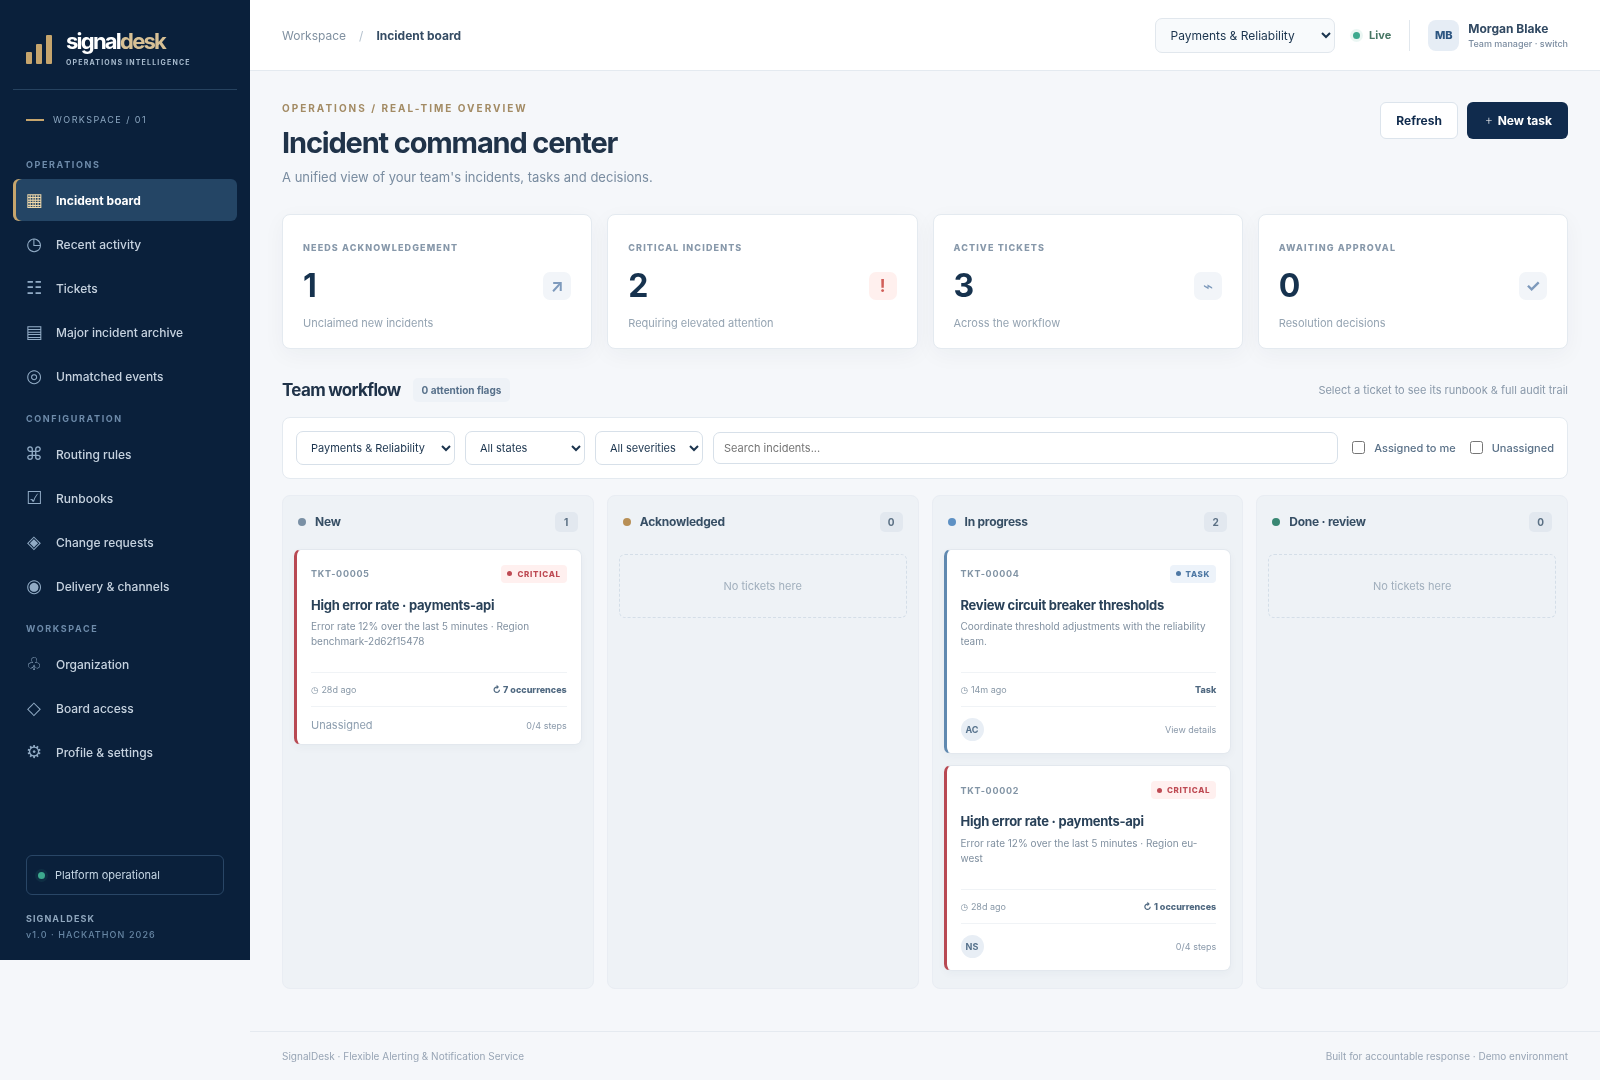 signaldesk
OPERATIONS INTELLIGENCE
WORKSPACE / 01
OPERATIONS
Incident board
Recent activity
Tickets
Major incident archive
Unmatched events
CONFIGURATION
Routing rules
Runbooks
Change requests
Delivery & channels
WORKSPACE
Organization
Board access
Profile & settings
Platform operational
SIGNALDESK
v1.0 · HACKATHON 2026
Workspace / Incident board
Payments & Reliability
Live
MB
Morgan Blake
Team manager · switch
OPERATIONS / REAL-TIME OVERVIEW
Incident command center
A unified view of your team's incidents, tasks and decisions.
Refresh
+ New task
NEEDS ACKNOWLEDGEMENT
1
Unclaimed new incidents
CRITICAL INCIDENTS
2
!
Requiring elevated attention
ACTIVE TICKETS
3
Across the workflow
AWAITING APPROVAL
0
Resolution decisions
Team workflow
0 attention flags
Select a ticket to see its runbook & full audit trail
Payments & Reliability
All states
All severities
Search incidents...
Assigned to me
Unassigned
New
1
TKT-00005
CRITICAL
High error rate · payments-api
Error rate 12% over the last 5 minutes · Region
benchmark-2d62f15478
28d ago
↻ 7 occurrences
Unassigned
0/4 steps
Acknowledged
0
No tickets here
In progress
2
TKT-00004
TASK
Review circuit breaker thresholds
Coordinate threshold adjustments with the reliability
team.
14m ago
Task
AC
View details
TKT-00002
CRITICAL
High error rate · payments-api
Error rate 12% over the last 5 minutes · Region eu-
west
28d ago
↻ 1 occurrences
NS
0/4 steps
Done · review
0
No tickets here
SignalDesk · Flexible Alerting & Notification Service
Built for accountable response · Demo environment